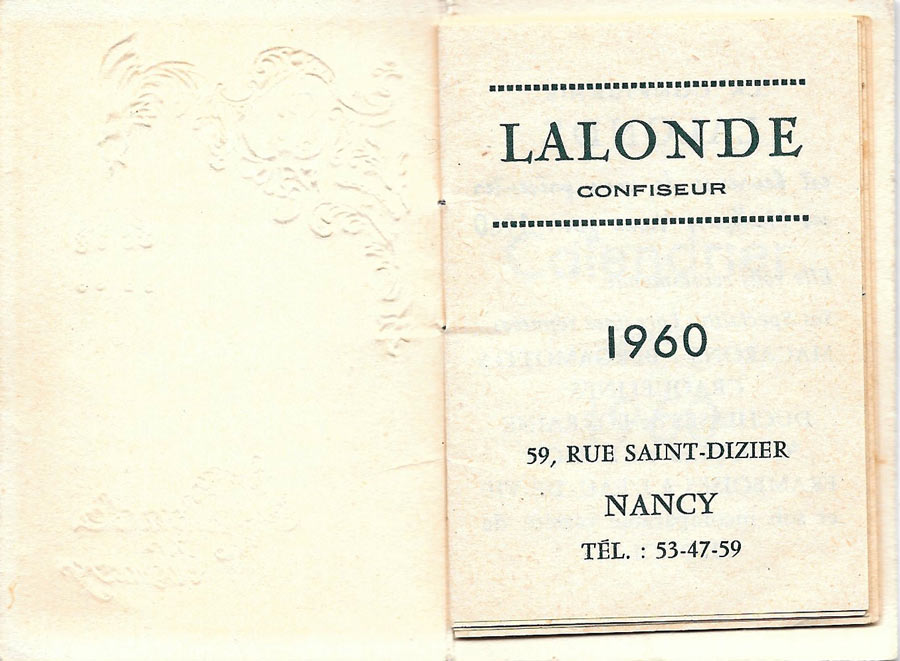 LALONDE
CONFISEUR
1960
59, RUE SAINT-DIZIER
NANCY
TÉL. : 53-47-59